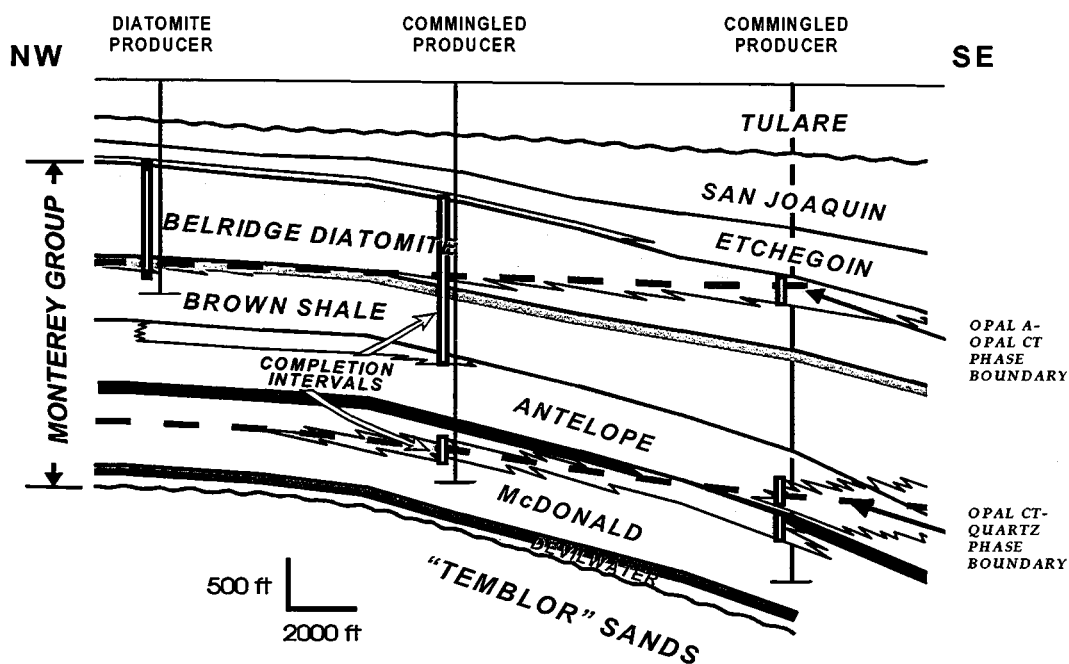 DIATOMITE
PRODUCER
COMMINGLED
PRODUCER
COMMINGLED
PRODUCER
NW
SE
TULARE
SAN JOAQUIN
ETCHEGOIN
BELRIDGE DIATOMITE
BROWN SHALE
MONTEREY GROUP
COMPLETION
INTERVALS
ANTELOPE
McDONALD
DEVILWATER
"TEMBLOR" SANDS
OPAL A-
OPAL CT
PHASE
BOUNDARY
OPAL CT-
QUARTZ
PHASE
BOUNDARY
500 ft
2000 ft